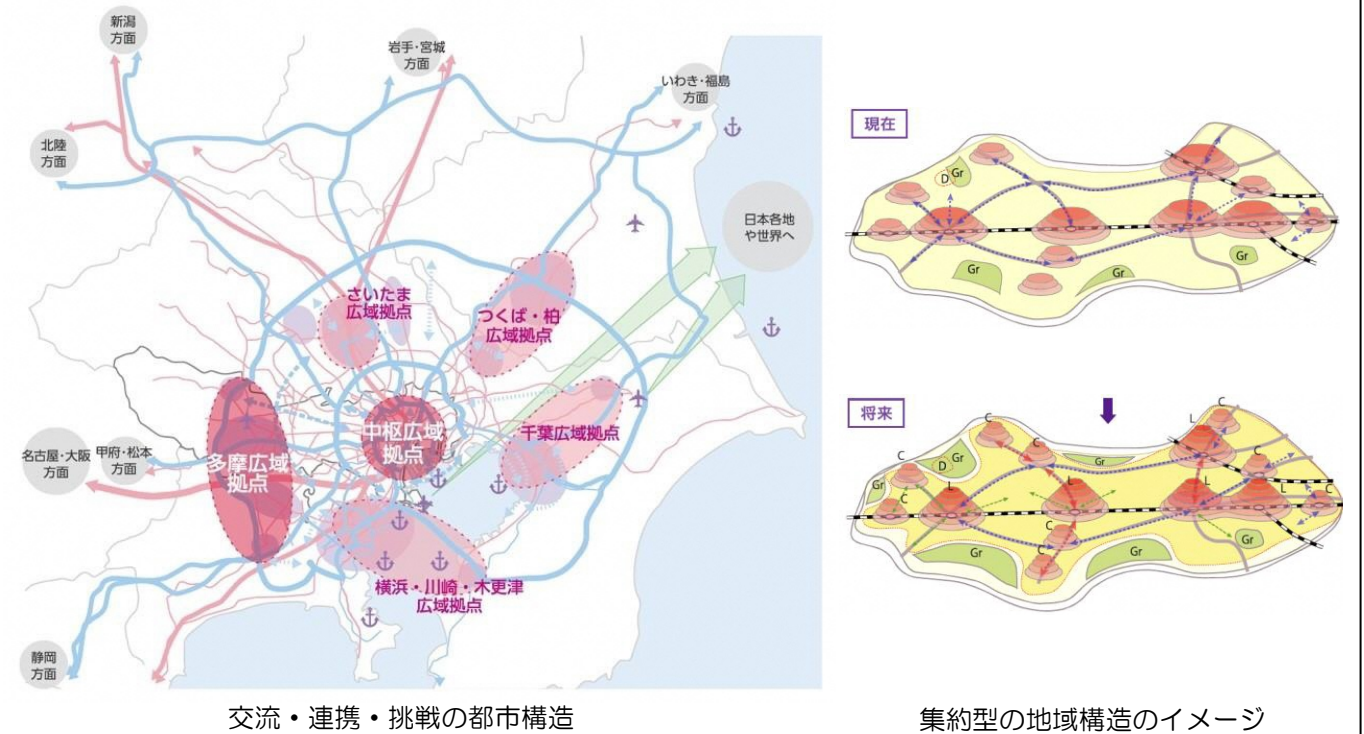 新潟
方面
岩手・宮城
方面
いわき・福島
方面
北陸
方面
日本各地
や世界へ
さいたま
広域拠点
つくば・柏
広域拠点
中枢広域
拠点
千葉広域拠点
名古屋・大阪
方面
甲府・松本
方面
多摩広域
拠点
横浜・川崎・木更津
広域拠点
静岡
方面
交流・連携・挑戦の都市構造
現在
D
Gr
Gr
Gr
Gr
将来
C
C
L
C
C
Gr
D
Gr
Gr
C
L
L
L
L
C
C
C
C
Gr
Gr
Gr
集約型の地域構造のイメージ